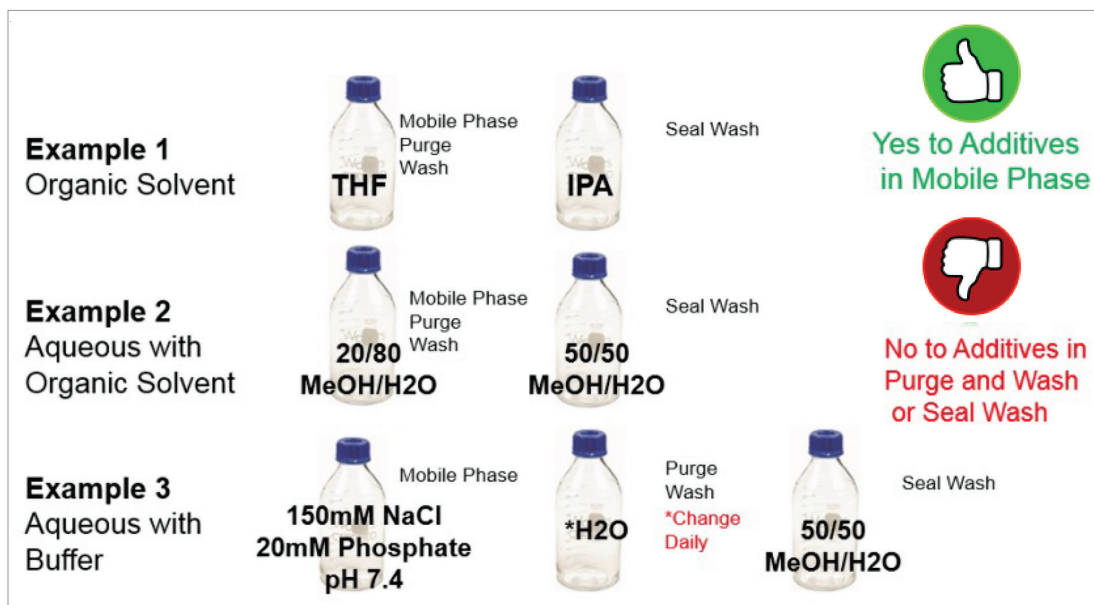 Example 1
Organic Solvent
THF
Mobile Phase
Purge
Wash
IPA
Seal Wash
Yes to Additives
in Mobile Phase
Example 2
Aqueous with
Organic Solvent
20/80
MeOH/H2O
Mobile Phase
Purge
Wash
50/50
MeOH/H2O
Seal Wash
No to Additives in
Purge and Wash
or Seal Wash
Example 3
Aqueous with
Buffer
150mM NaCl
20mM Phosphate
pH 7.4
Mobile Phase
*H2O
Purge
Wash
*Change
Daily
50/50
MeOH/H2O
Seal Wash